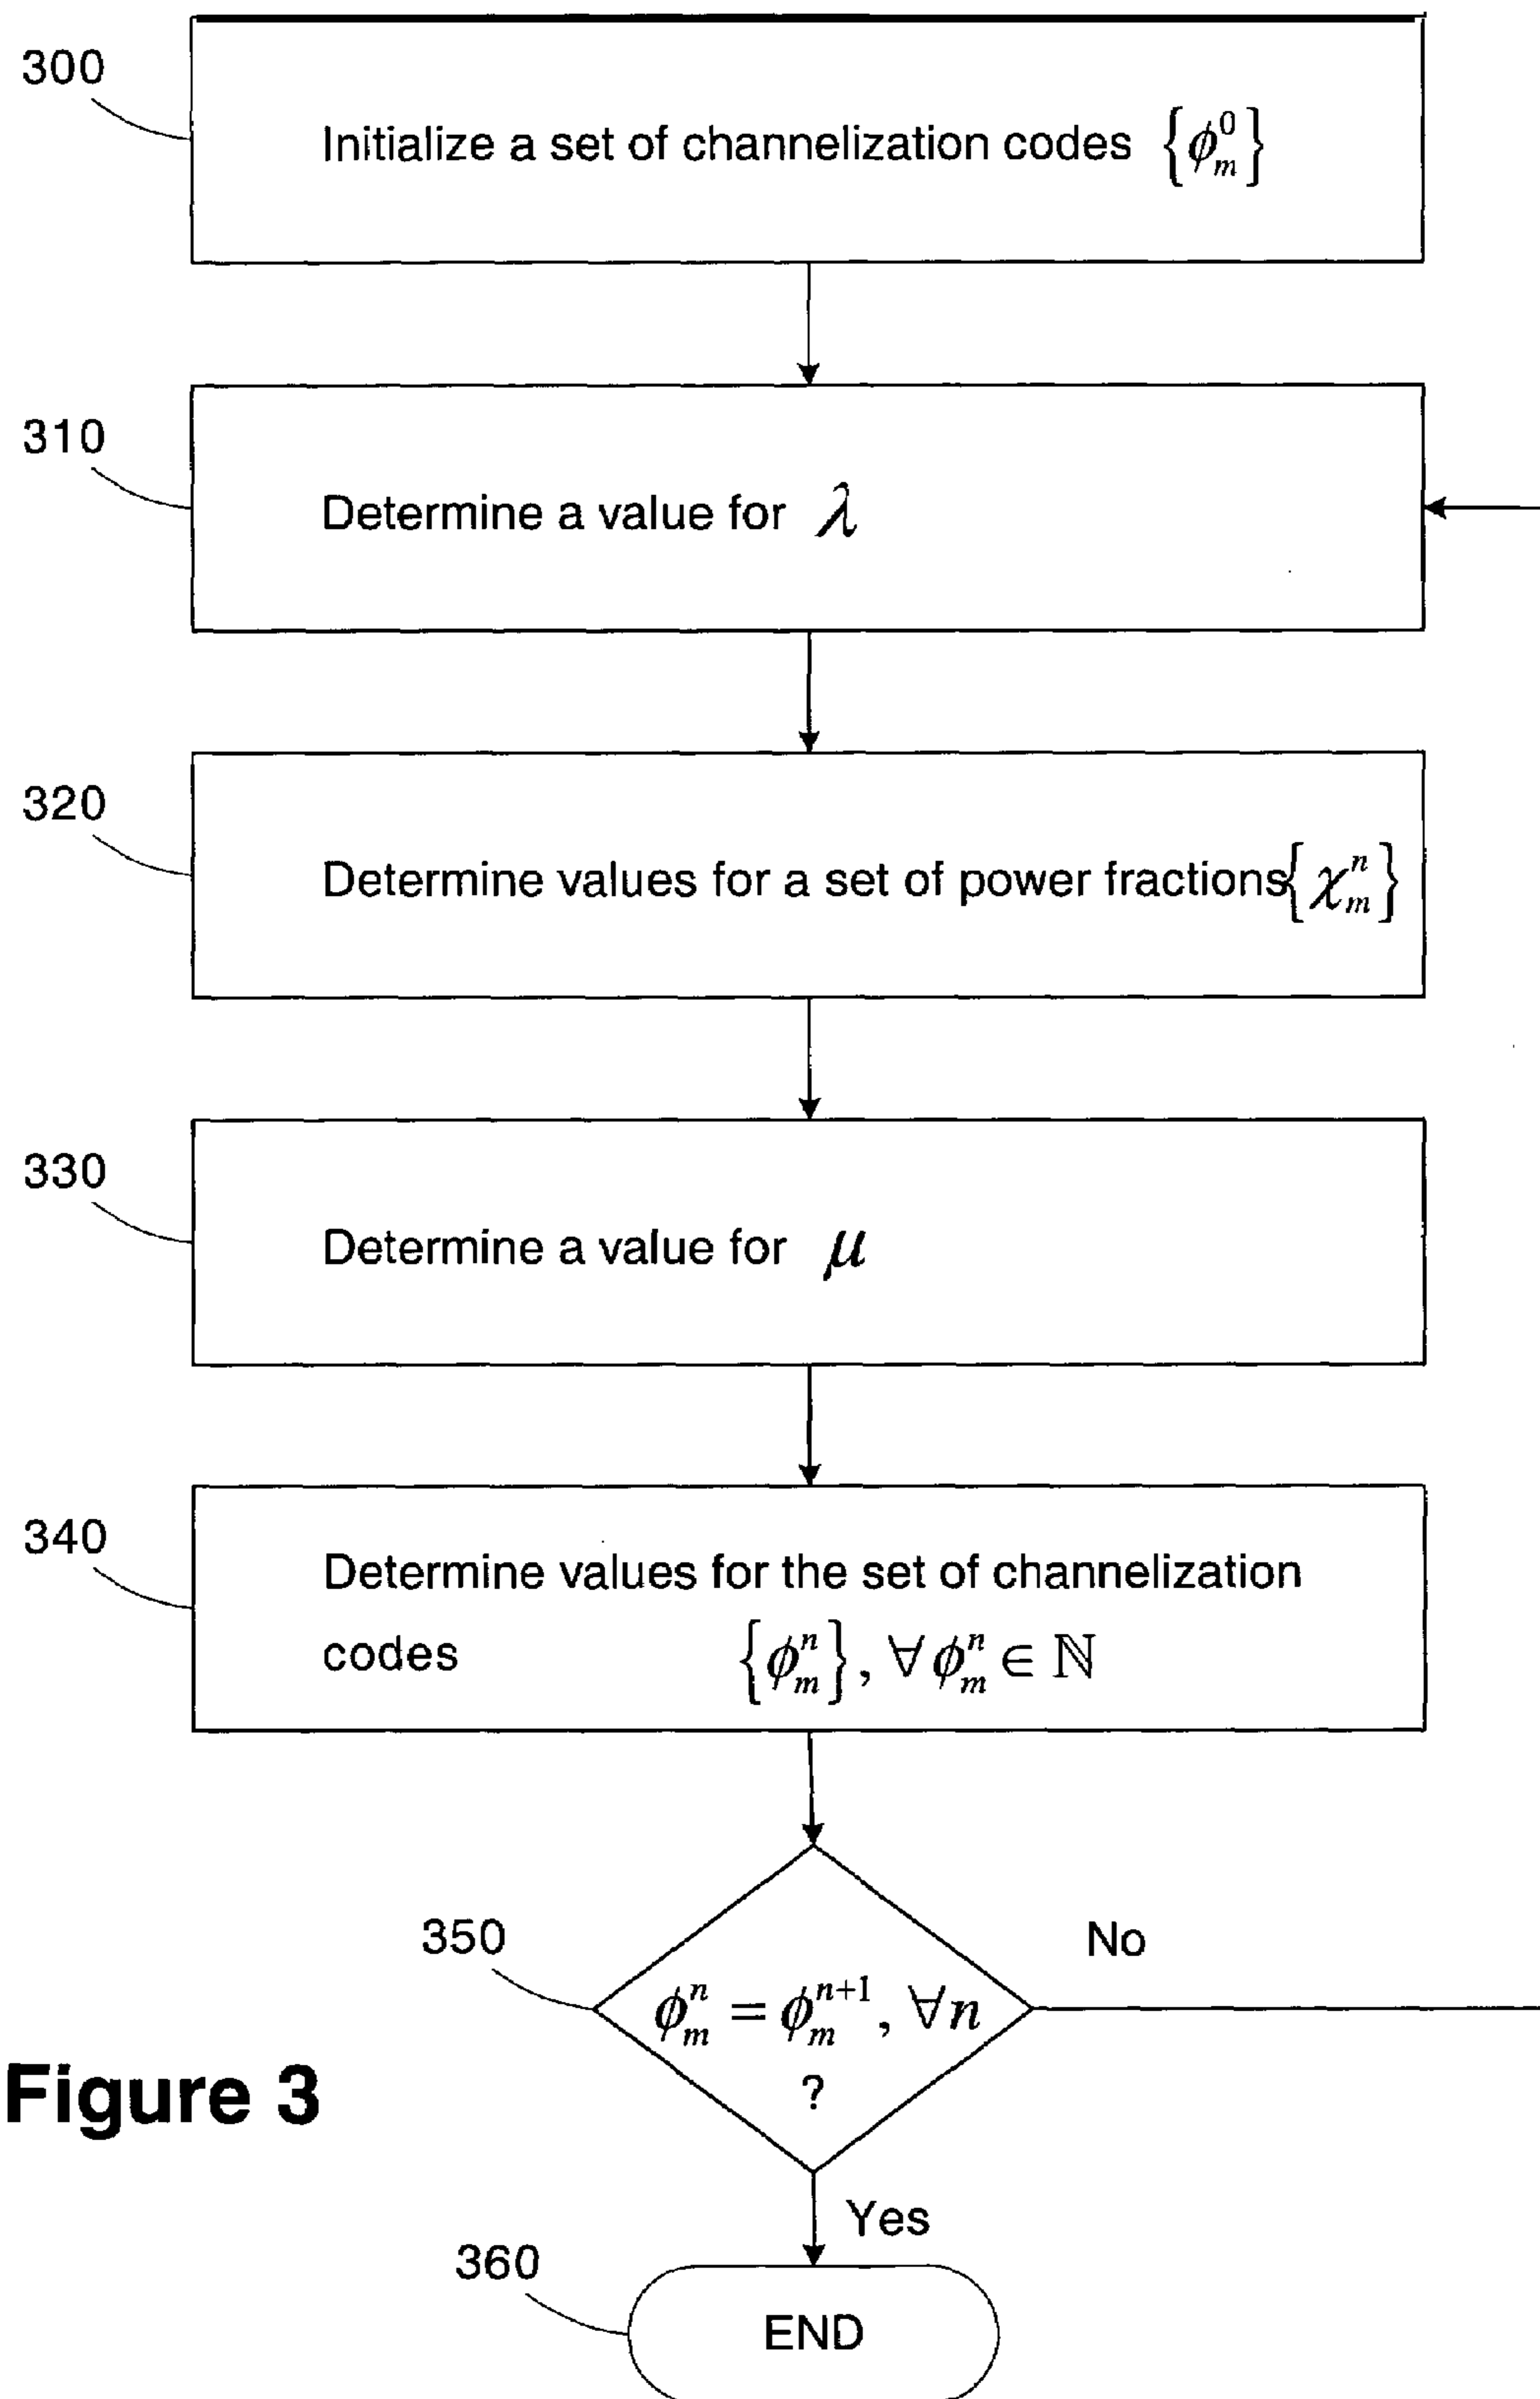 300
Initialize a set of channelization codes {ϕ_m^0}
310
Determine a value for λ
320
Determine values for a set of power fractions{χ_m^n}
330
Determine a value for μ
340
Determine values for the set of channelization
codes {ϕ_m^n}, ∀ϕ_m^n ∈ ℕ
350
No
ϕ_m^n = ϕ_m^{n+1}, ∀n
?
Figure 3
Yes
360
END